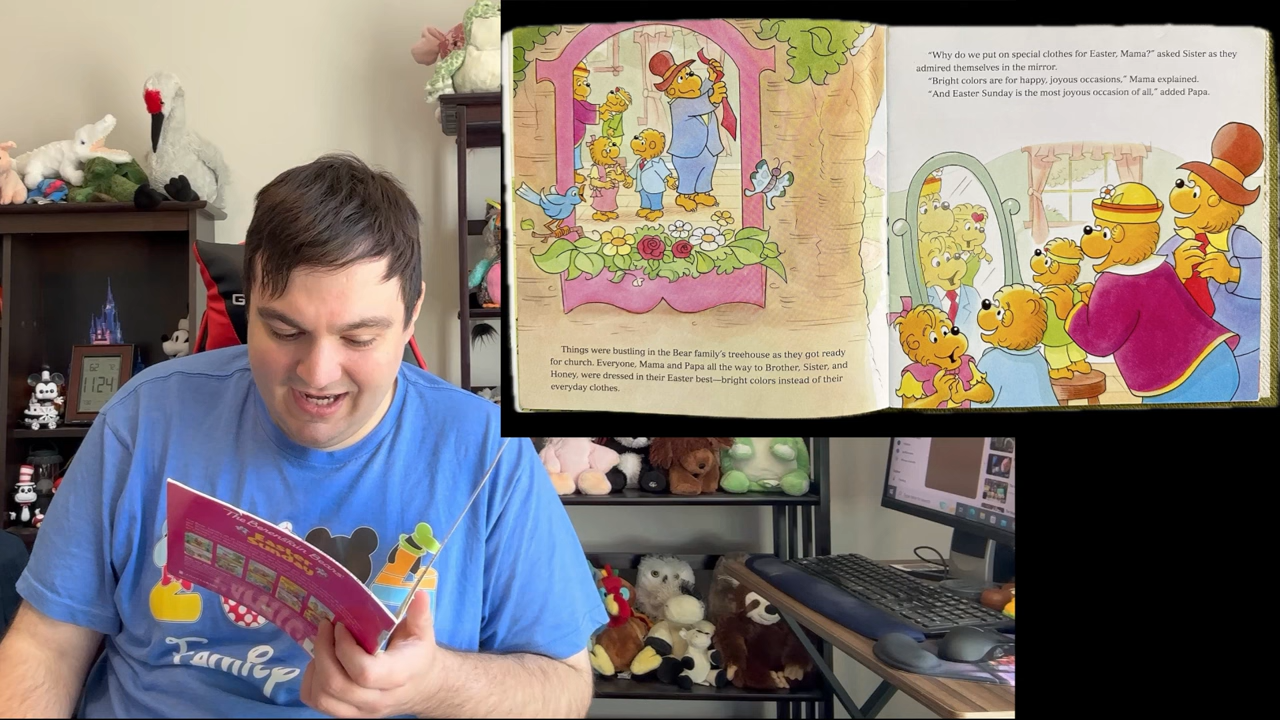 "Why do we put on special clothes for Easter, Mama?" asked Sister as they
admired themselves in the mirror.
"Bright colors are for happy, joyous occasions," Mama explained.
"And Easter Sunday is the most joyous occasion of all," added Papa.
Things were bustling in the Bear family's treehouse as they got ready
for church. Everyone, Mama and Papa all the way to Brother, Sister, and
Honey, were dressed in their Easter best—bright colors instead of their
everyday clothes.
11:24
The Berenstain Bears
Easter
Sunday
Family